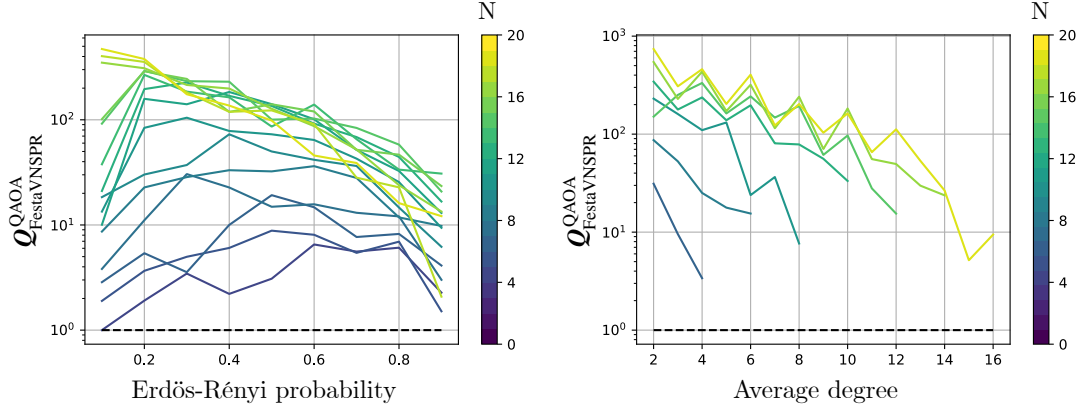 N
20
16
12
8
4
0
10²
10¹
10⁰
Q^QAOA_FestaVNSPR
0.2 0.4 0.6 0.8
Erdös-Rényi probability
N
20
16
12
8
4
0
10³
10²
10¹
10⁰
Q^QAOA_FestaVNSPR
2 4 6 8 10 12 14 16
Average degree